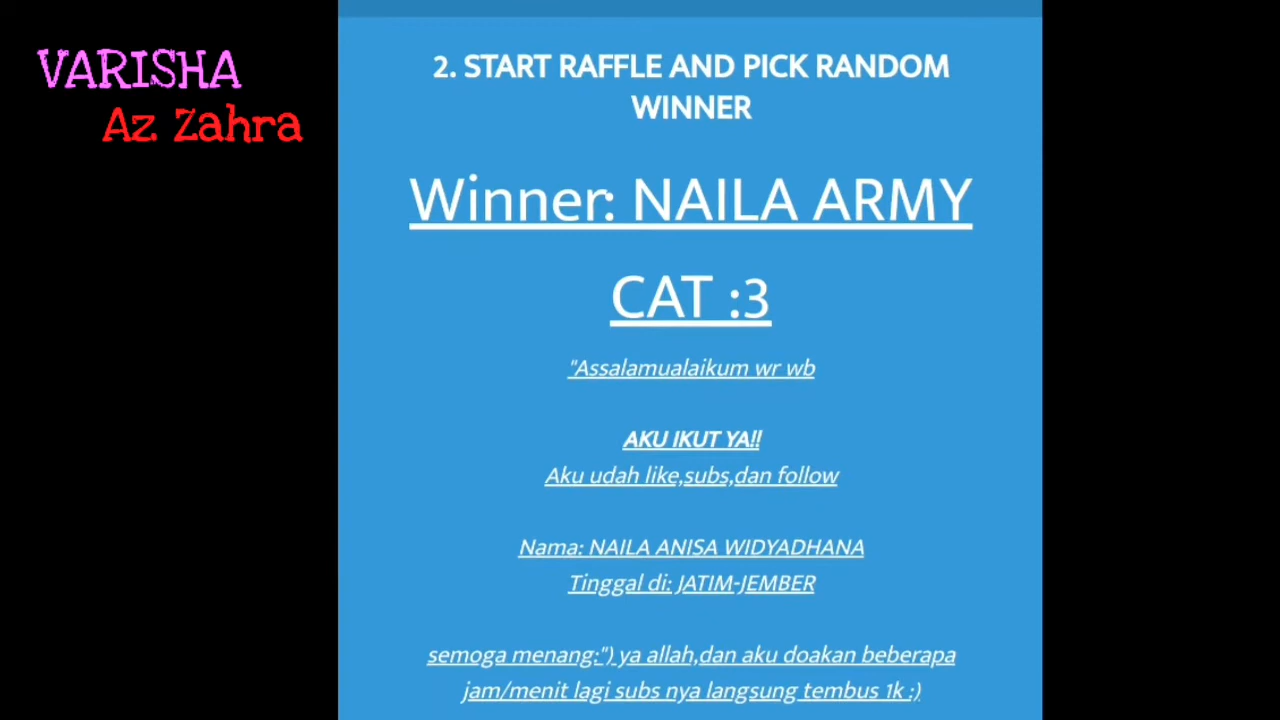 VARISHA
Az Zahra
2. START RAFFLE AND PICK RANDOM
WINNER
Winner: NAILA ARMY
CAT :3
"Assalamualaikum wr wb
AKU IKUT YA!!
Aku udah like,subs,dan follow
Nama: NAILA ANISA WIDYADHANA
Tinggal di: JATIM-JEMBER
semoga menang:") ya allah,dan aku doakan beberapa
jam/menit lagi subs nya langsung tembus 1k :)